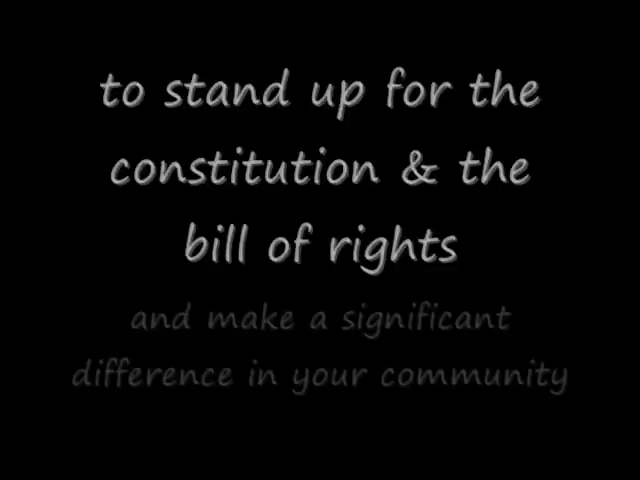 to stand up for the
constitution & the
bill of rights
and make a significant
difference in your community